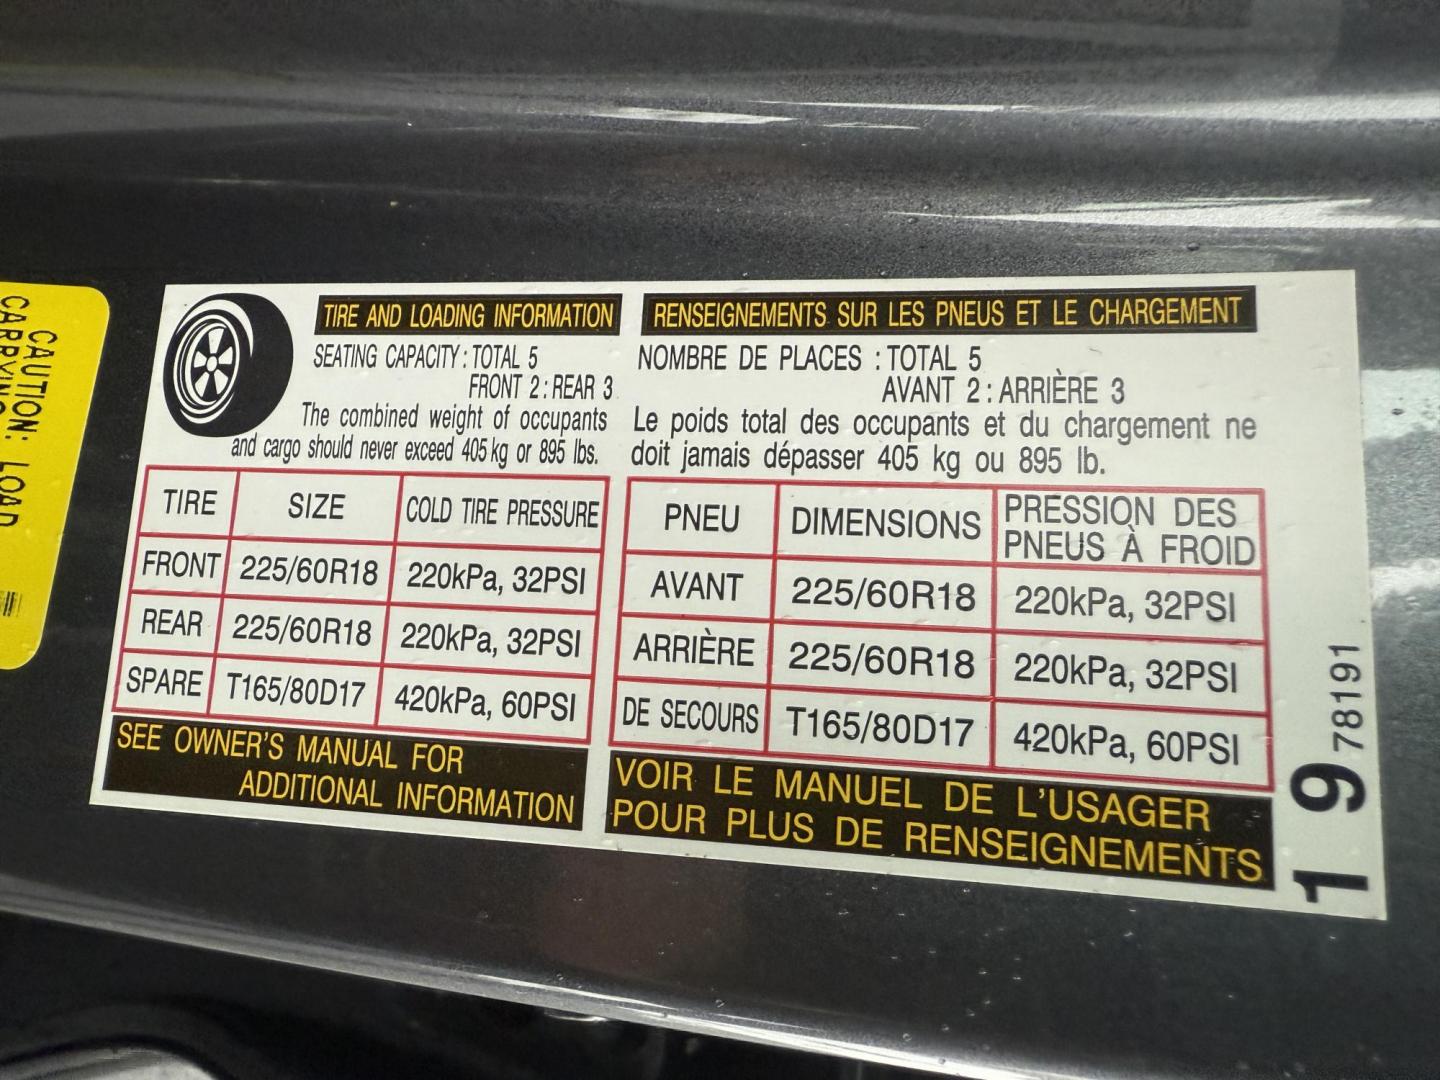 CAUTION: LOAD
TIRE AND LOADING INFORMATION
SEATING CAPACITY : TOTAL 5
FRONT 2 : REAR 3
The combined weight of occupants
and cargo should never exceed 405 kg or 895 lbs.
TIRE SIZE COLD TIRE PRESSURE
FRONT 225/60R18 220kPa, 32PSI
REAR 225/60R18 220kPa, 32PSI
SPARE T165/80D17 420kPa, 60PSI
SEE OWNER'S MANUAL FOR
ADDITIONAL INFORMATION
RENSEIGNEMENTS SUR LES PNEUS ET LE CHARGEMENT
NOMBRE DE PLACES : TOTAL 5
AVANT 2 : ARRIÈRE 3
Le poids total des occupants et du chargement ne
doit jamais dépasser 405 kg ou 895 lb.
PNEU DIMENSIONS PRESSION DES
PNEUS À FROID
AVANT 225/60R18 220kPa, 32PSI
ARRIÈRE 225/60R18 220kPa, 32PSI
DE SECOURS T165/80D17 420kPa, 60PSI
VOIR LE MANUEL DE L'USAGER
POUR PLUS DE RENSEIGNEMENTS
19 78191